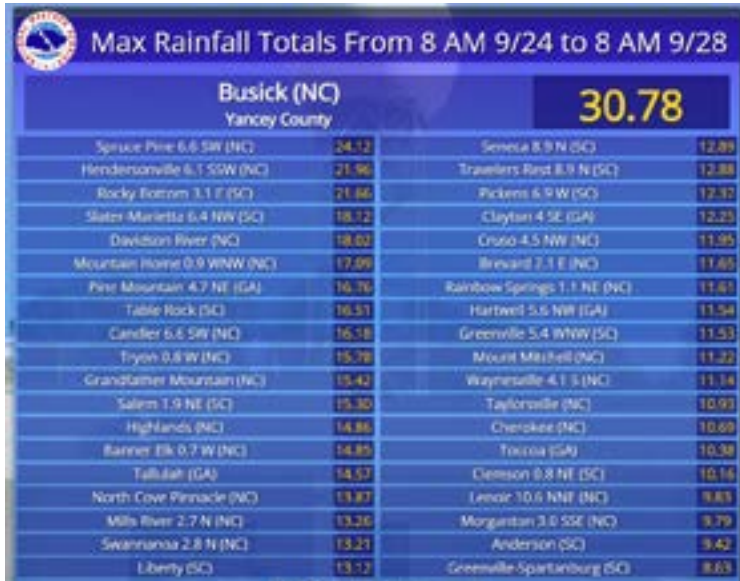 Max Rainfall Totals From 8 AM 9/24 to 8 AM 9/28
Busick (NC)
Yancey County
30.78
Spruce Pine 6.6 SW (NC) 24.12
Hendersonville 6.1 SSW (NC) 21.96
Rocky Bottom 3.1 E (SC) 21.66
Slater-Marietta 6.4 NW (SC) 18.12
Davidson River (NC) 18.02
Mountain Home 0.9 WNW (NC) 17.09
Pine Mountain 4.7 NE (GA) 16.76
Table Rock (SC) 16.51
Candler 6.6 SW (NC) 16.18
Tryon 0.8 W (NC) 15.78
Grandfather Mountain (NC) 15.42
Salem 1.9 NE (SC) 15.30
Highlands (NC) 14.86
Banner Elk 0.7 W (NC) 14.85
Tallulah (GA) 14.57
North Cove Pinnacle (NC) 13.87
Mills River 2.7 N (NC) 13.26
Swannanoa 2.8 N (NC) 13.21
Liberty (SC) 13.12
Seneca 8.9 N (SC) 12.89
Travelers Rest 8.9 N (SC) 12.88
Pickens 6.9 W (SC) 12.37
Clayton 4 SE (GA) 12.25
Cruso 4.5 NW (NC) 11.95
Brevard 7.1 E (NC) 11.65
Rainbow Springs 1.1 NE (NC) 11.61
Hartwell 5.6 NW (GA) 11.54
Greenville 5.4 WNW (SC) 11.53
Mount Mitchell (NC) 11.22
Waynesville 4.1 S (NC) 11.14
Taylorsville (NC) 10.93
Cherokee (NC) 10.69
Toccoa (GA) 10.38
Clemson 0.8 NE (SC) 10.16
Lenoir 10.6 NNE (NC) 9.83
Morganton 3.0 SSE (NC) 9.79
Anderson (SC) 9.42
Greenville-Spartanburg (SC) 8.63